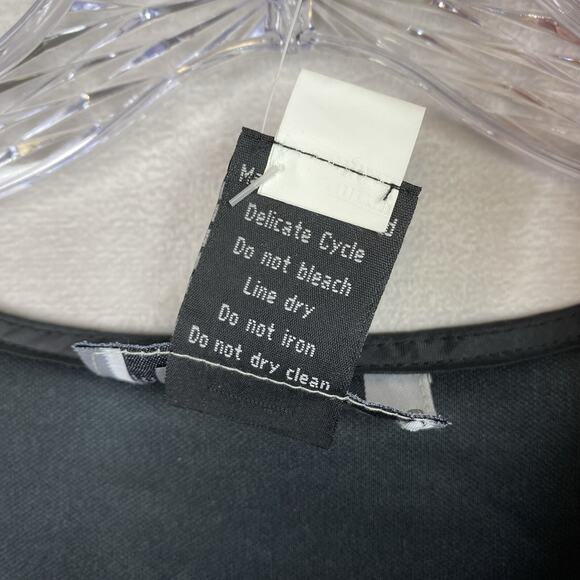 Delicate Cycle
Do not bleach
Line dry
Do not iron
Do not dry clean